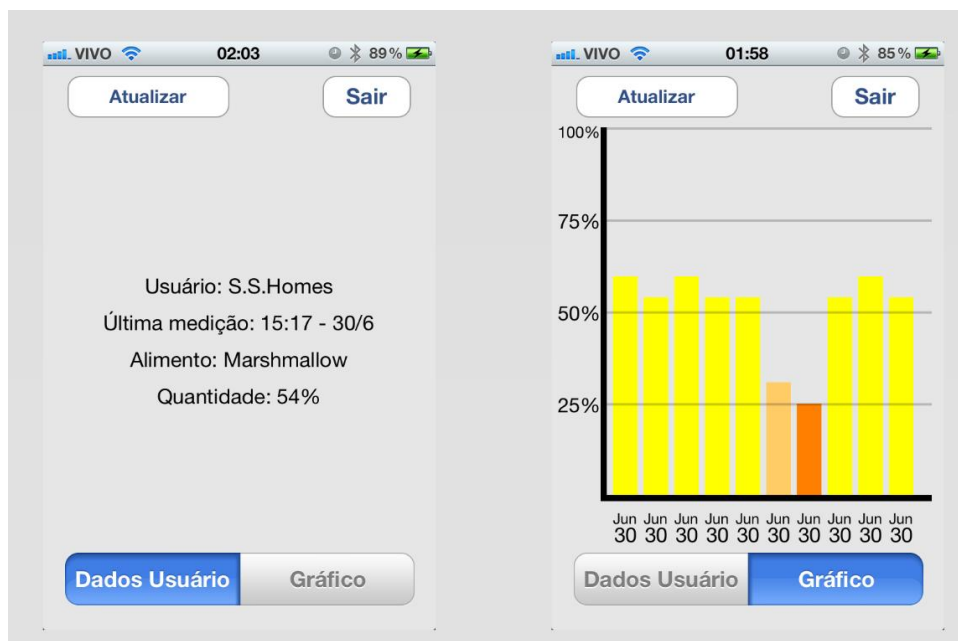 VIVO 02:03 89%
Atualizar Sair
Usuário: S.S.Homes
Última medição: 15:17 - 30/6
Alimento: Marshmallow
Quantidade: 54%
Dados Usuário Gráfico
VIVO 01:58 85%
Atualizar Sair
100%
75%
50%
25%
Jun Jun Jun Jun Jun Jun Jun Jun Jun Jun
30 30 30 30 30 30 30 30 30 30
Dados Usuário Gráfico